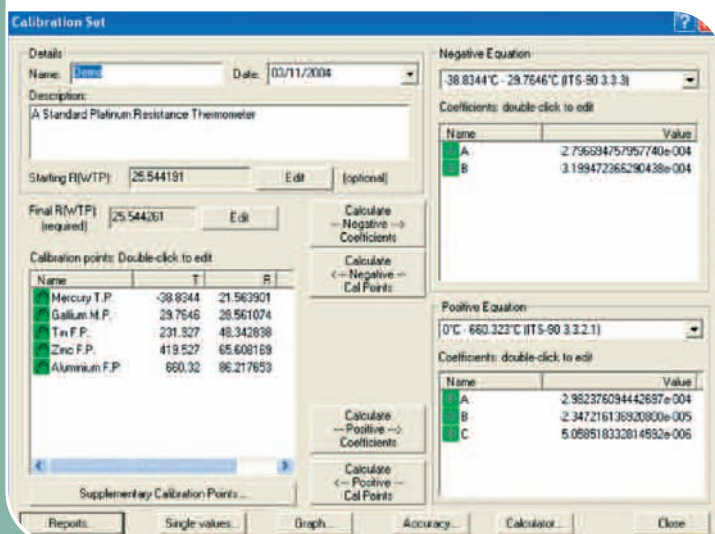 Calibration Set
Details
Name: Demo Date: 03/11/2004
Description:
A Standard Platinum Resistance Thermometer
Starting R(WTP): 25.544191 Edit (optional)
Final R(WTP) 25.544261 Edit
(required)
Calibration points: Double-click to edit
Name T R
Mercury T.P. -38.8344 21.563901
Gallium M.P. 29.7646 28.561074
Tin F.P. 231.927 48.342838
Zinc F.P. 419.527 65.608169
Aluminium F.P 660.32 86.217653
Supplementary Calibration Points...
Calculate
-- Negative -->
Coefficients
Calculate
<-- Negative --
Cal Points
Calculate
--- Positive --->
Coefficients
Calculate
<-- Positive --
Cal Points
Negative Equation
-38.8344°C - 29.7646°C (ITS-90 3.3.3)
Coefficients: double-click to edit
Name Value
A -2.796694757957740e-004
B -3.199472366290438e-004
Positive Equation
0°C - 660.323°C (ITS-90 3.3.2.1)
Coefficients: double-click to edit
Name Value
A -2.982376094442697e-004
B -2.347216136920800e-005
C 5.058518332814592e-006
Reports... Single values... Graph... Accuracy... Calculator... Close